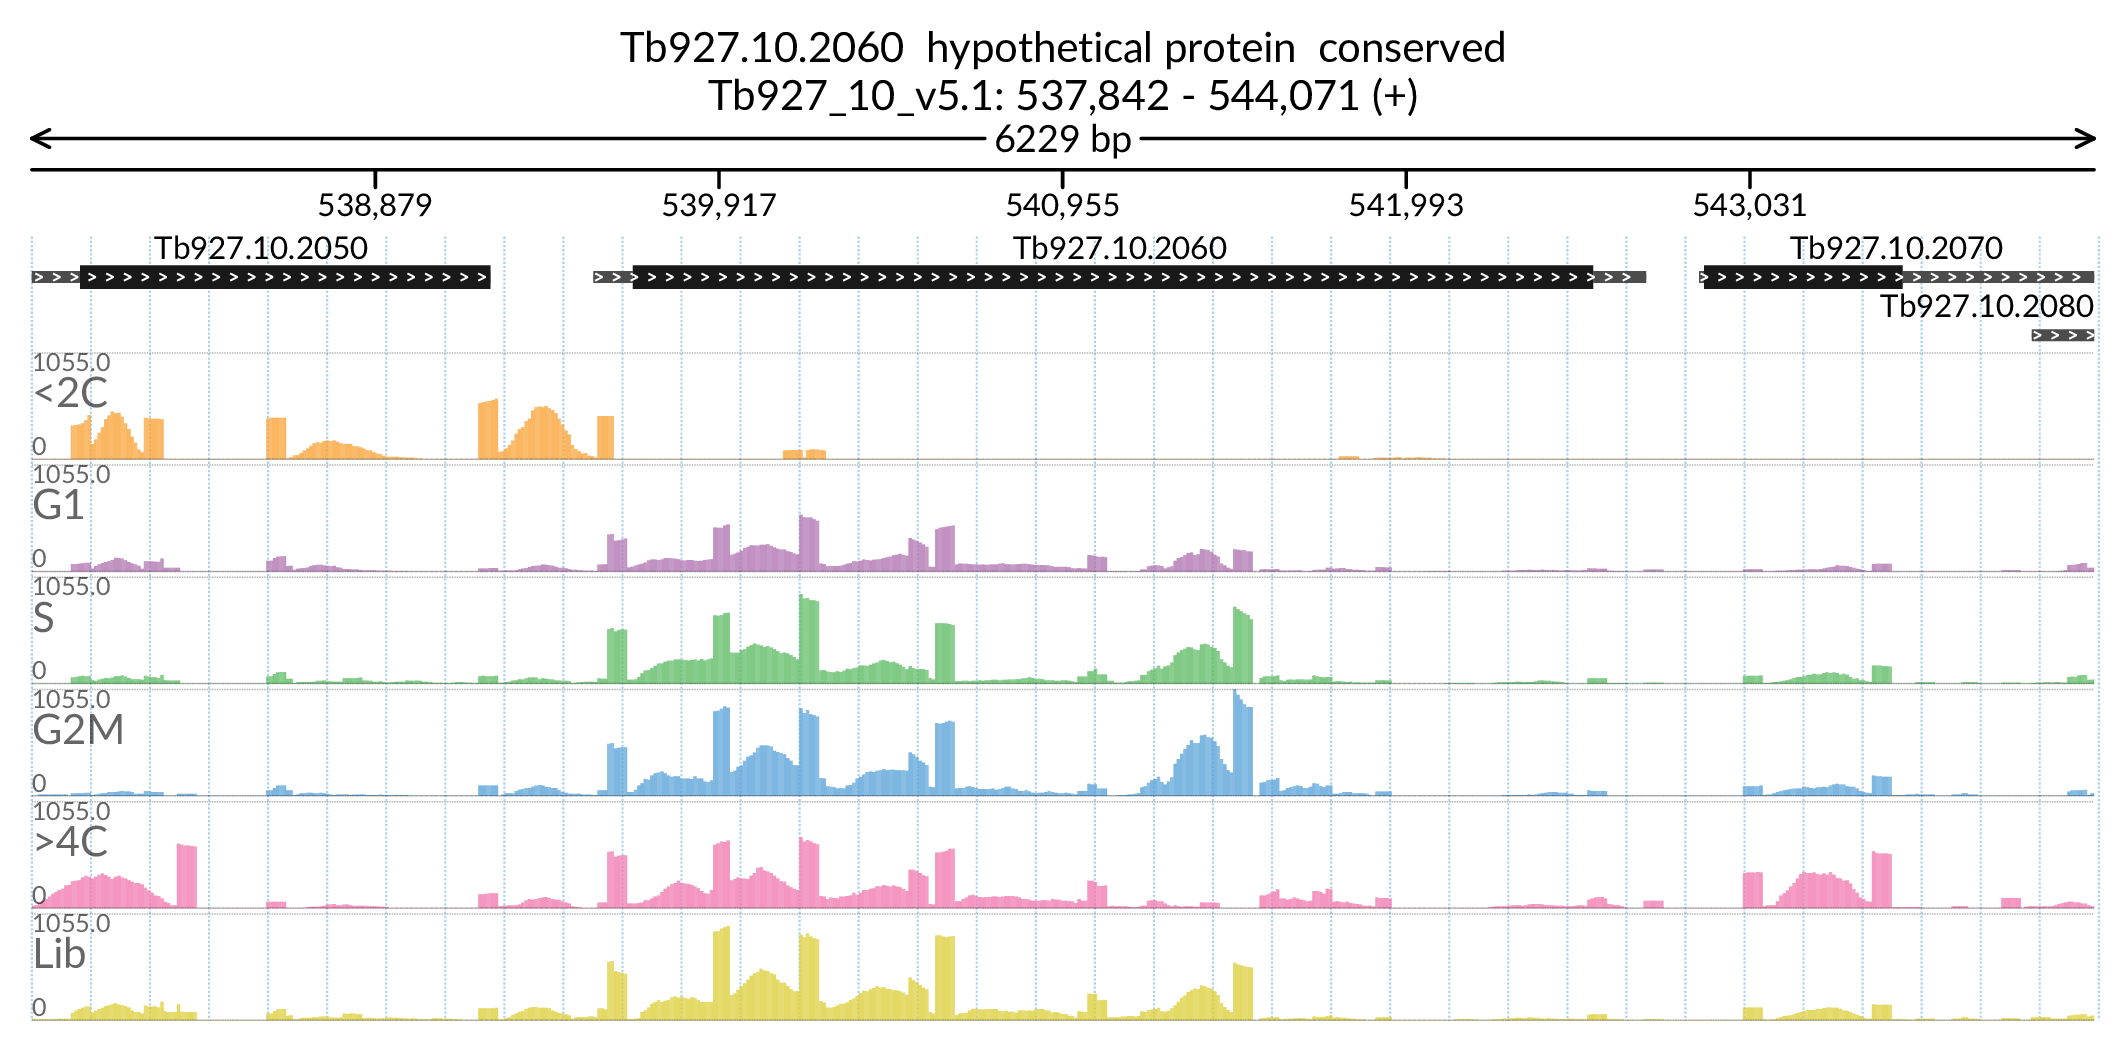 Tb927.10.2060 hypothetical protein conserved
Tb927_10_v5.1: 537,842 - 544,071 (+)
6229 bp
538,879 539,917 540,955 541,993 543,031
Tb927.10.2050 Tb927.10.2060 Tb927.10.2070
Tb927.10.2080
1055.0
<2C
0
1055.0
G1
0
1055.0
S
0
1055.0
G2M
0
1055.0
>4C
0
1055.0
Lib
0